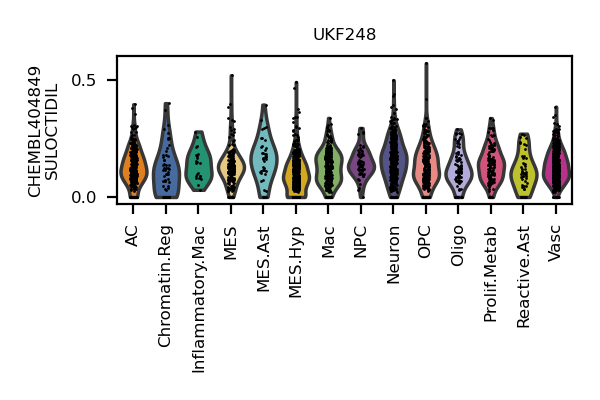 UKF248
CHEMBL404849
SULOCTIDIL
0.5
0.0
AC
Chromatin.Reg
Inflammatory.Mac
MES
MES.Ast
MES.Hyp
Mac
NPC
Neuron
OPC
Oligo
Prolif.Metab
Reactive.Ast
Vasc